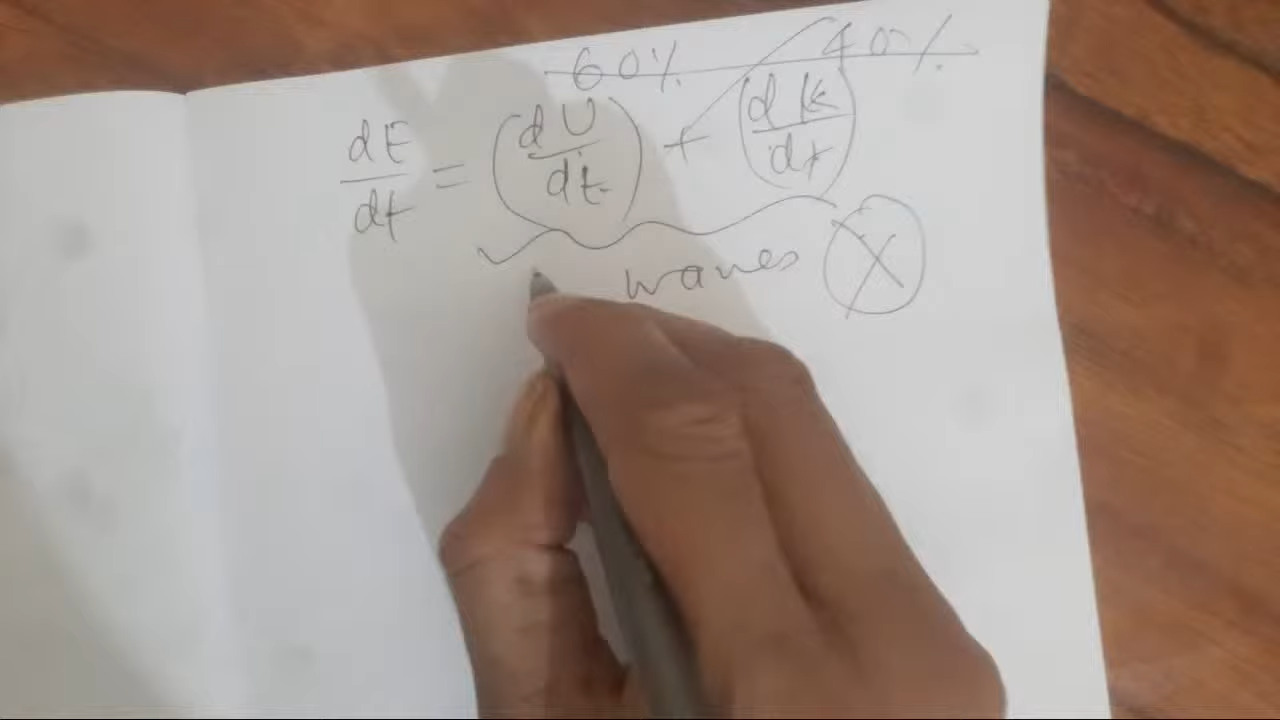 60% 40%
dE/dt = (dU/dt) + (dK/dt)
waves X